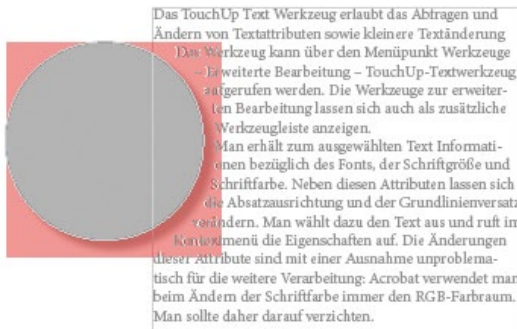 Das TouchUp Text Werkzeug erlaubt das Abfragen und
Ändern von Textattributen sowie kleinere Textänderung
Das Werkzeug kann über den Menüpunkt Werkzeuge
– Erweiterte Bearbeitung – TouchUp-Textwerkzeug
aufgerufen werden. Die Werkzeuge zur erweiter-
ten Bearbeitung lassen sich auch als zusätzliche
Werkzeugleiste anzeigen.
Man erhält zum ausgewählten Text Informati-
onen bezüglich des Fonts, der Schriftgröße und
Schriftfarbe. Neben diesen Attributen lassen sich
die Absatzausrichtung und der Grundlinienversatz
verändern. Man wählt dazu den Text aus und ruft im
Kontextmenü die Eigenschaften auf. Die Änderungen
dieser Attribute sind mit einer Ausnahme unproblema-
tisch für die weitere Verarbeitung: Acrobat verwendet man
beim Ändern der Schriftfarbe immer den RGB-Farbraum.
Man sollte daher darauf verzichten.